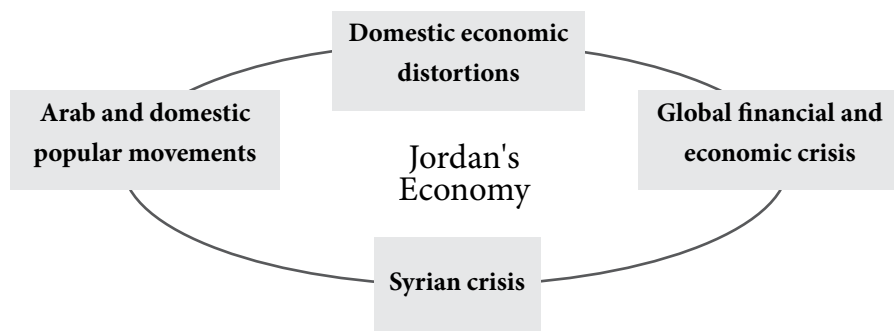 Domestic economic
distortions
Arab and domestic
popular movements
Global financial and
economic crisis
Jordan's
Economy
Syrian crisis